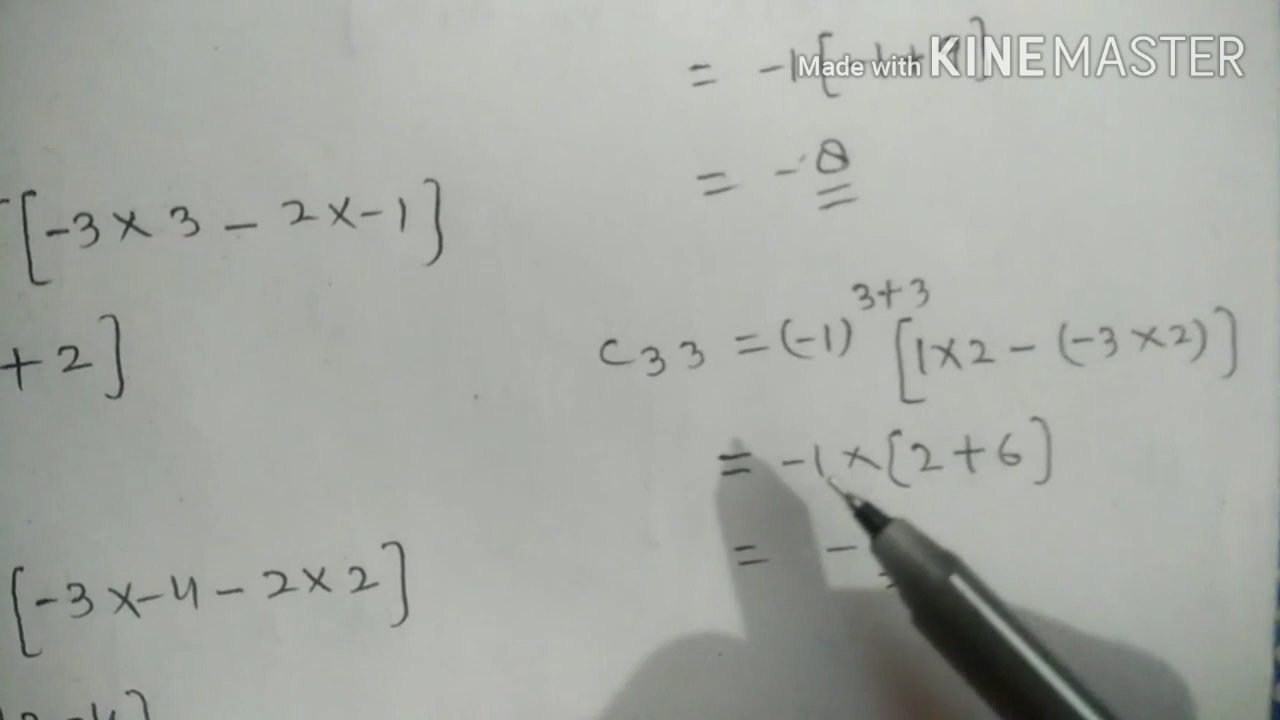 [-3 × 3 - 2 × -1]
+ 2]
[-3 × -4 - 2 × 2]
= -1[
Made with KINEMASTER
= -8
C33 = (-1)^3+3 [1 × 2 - (-3 × 2)]
= -1 × [2 + 6]
= -